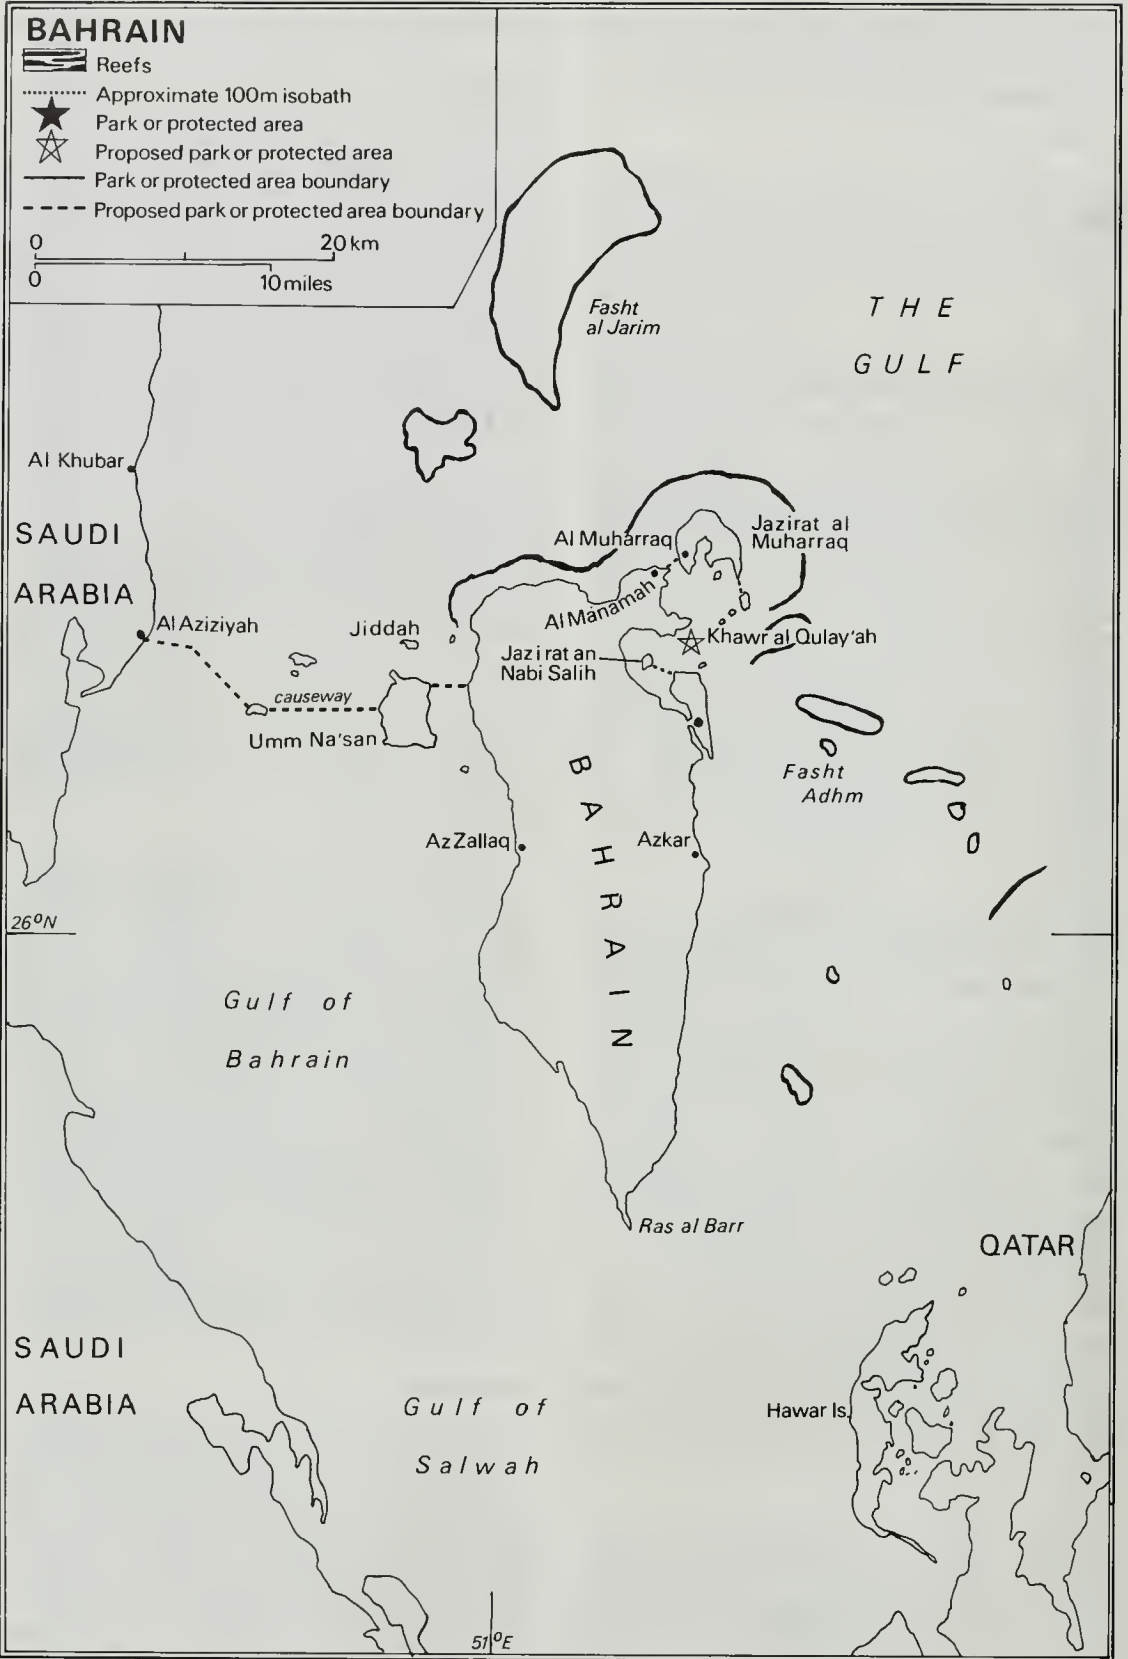 BAHRAIN
Reefs
Approximate 100m isobath
Park or protected area
Proposed park or protected area
Park or protected area boundary
Proposed park or protected area boundary
0 20 km
0 10 miles
Fasht
al Jarim
THE
GULF
Al Khubar
SAUDI
ARABIA
Al Muharraq
Jazirat al
Muharraq
Al Manamah
Al Aziziyah
Jiddah
Khawr al Qulay'ah
Jazirat an
Nabi Salih
causeway
Umm Na'san
BAHRAIN
Fasht
Adhm
Az Zallaq
Azkar
26°N
Gulf of
Bahrain
Ras al Barr
QATAR
SAUDI
ARABIA
Gulf of
Salwah
Hawar Is.
51°E